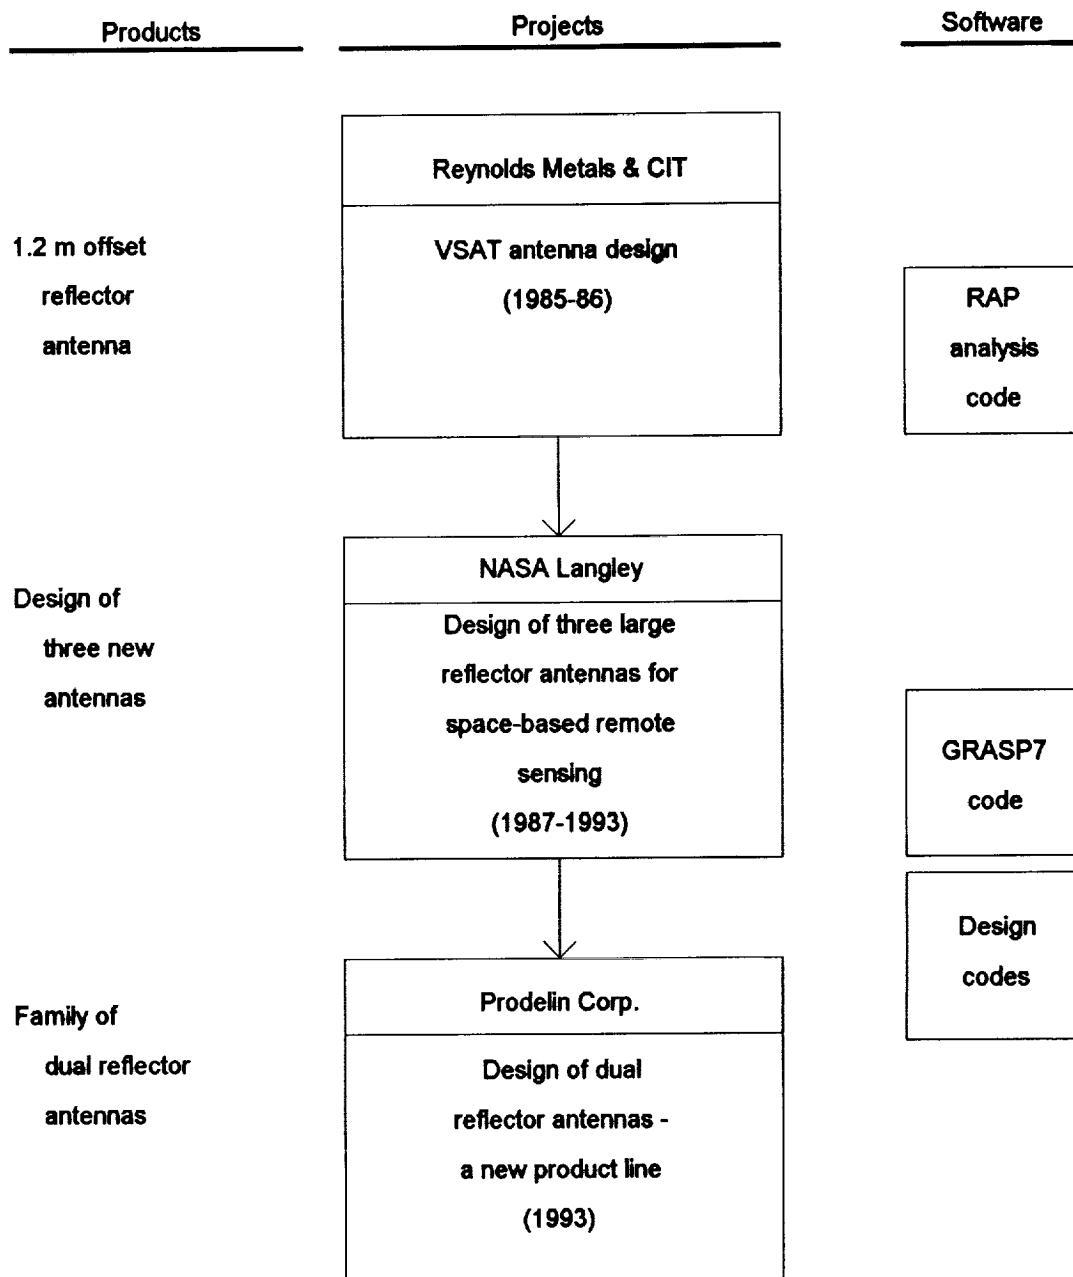 Products
Projects
Software
Reynolds Metals & CIT
VSAT antenna design
(1985-86)
1.2 m offset
reflector
antenna
RAP
analysis
code
NASA Langley
Design of three large
reflector antennas for
space-based remote
sensing
(1987-1993)
Design of
three new
antennas
GRASP7
code
Design
codes
Prodelin Corp.
Design of dual
reflector antennas -
a new product line
(1993)
Family of
dual reflector
antennas